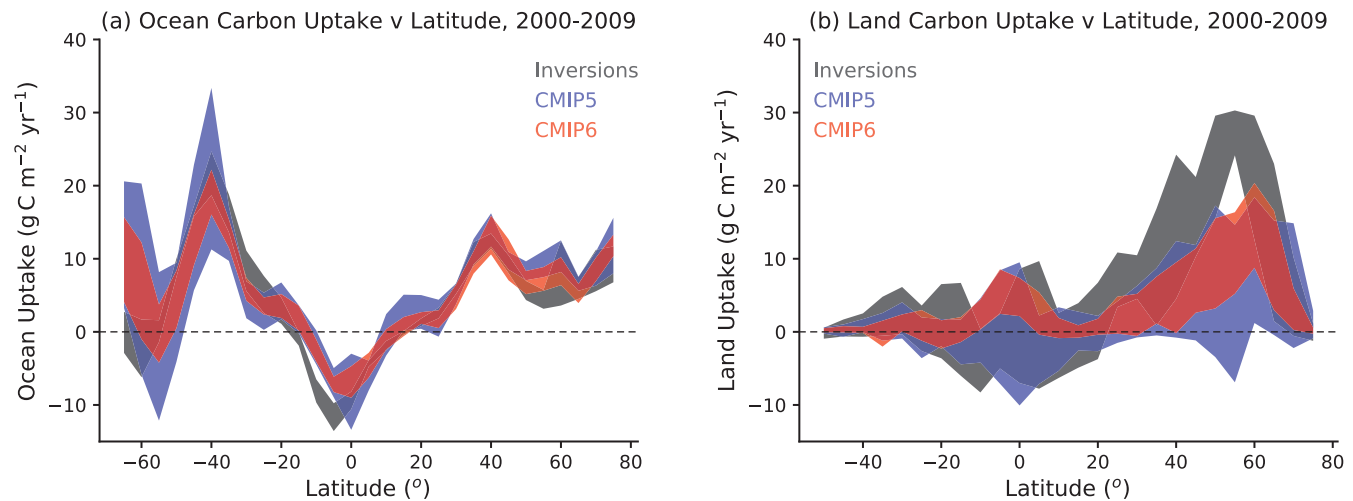 (a) Ocean Carbon Uptake v Latitude, 2000-2009
40
30
20
10
0
−10
Ocean Uptake (g C m⁻² yr⁻¹)
Inversions
CMIP5
CMIP6
−60 −40 −20 0 20 40 60 80
Latitude (°)
(b) Land Carbon Uptake v Latitude, 2000-2009
40
30
20
10
0
−10
Land Uptake (g C m⁻² yr⁻¹)
Inversions
CMIP5
CMIP6
−40 −20 0 20 40 60 80
Latitude (°)